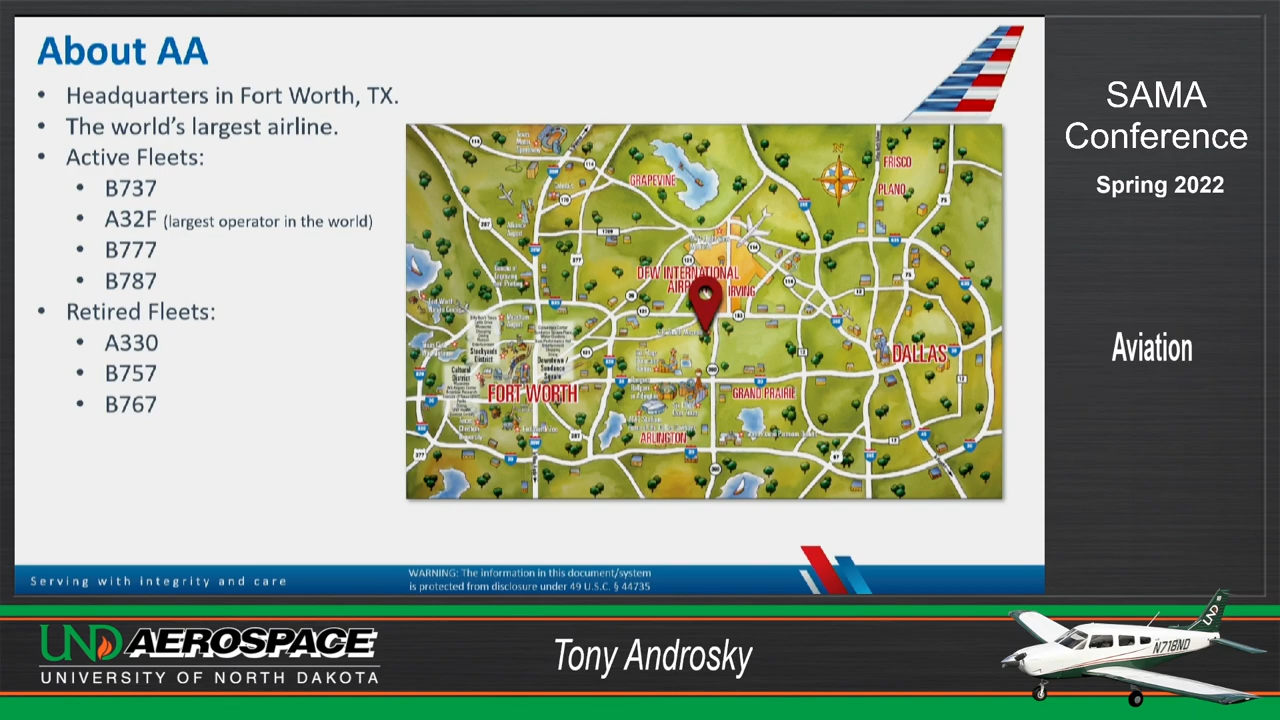 About AA
• Headquarters in Fort Worth, TX.
• The world's largest airline.
• Active Fleets:
• B737
• A32F (largest operator in the world)
• B777
• B787
• Retired Fleets:
• A330
• B757
• B767
GRAPEVINE
N
FRISCO
PLANO
DFW INTERNATIONAL
IRVING
DALLAS
FORT WORTH
GRAND PRAIRIE
ARLINGTON
Serving with integrity and care
WARNING: The information in this document/system
is protected from disclosure under 49 U.S.C. § 44735
SAMA
Conference
Spring 2022
Aviation
UND AEROSPACE
UNIVERSITY OF NORTH DAKOTA
Tony Androsky
UND
N718ND